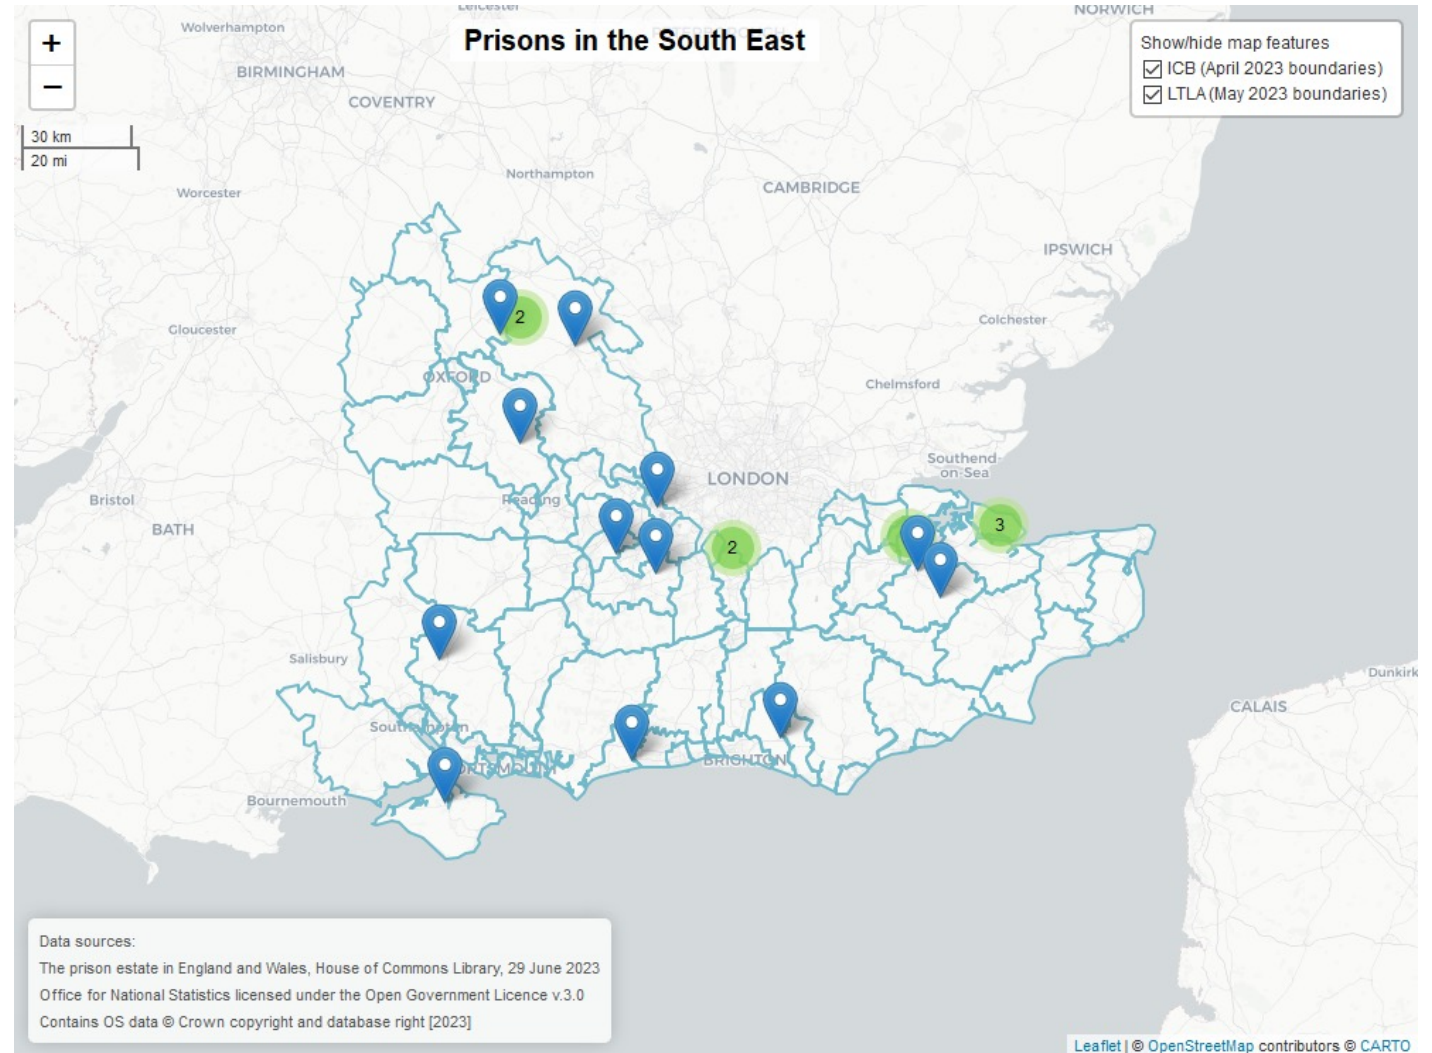 Leicester
NORWICH
Wolverhampton
Prisons in the South East
+
−
BIRMINGHAM
COVENTRY
Show/hide map features
ICB (April 2023 boundaries)
LTLA (May 2023 boundaries)
30 km
20 mi
Northampton
Worcester
CAMBRIDGE
IPSWICH
2
Gloucester
Colchester
OXFORD
Chelmsford
Southend-
on-Sea
LONDON
Bristol
Reading
BATH
3
2
Salisbury
Dunkirk
CALAIS
Southampton
BRIGHTON
PORTSMOUTH
Bournemouth
Data sources:
The prison estate in England and Wales, House of Commons Library, 29 June 2023
Office for National Statistics licensed under the Open Government Licence v.3.0
Contains OS data © Crown copyright and database right [2023]
Leaflet | © OpenStreetMap contributors © CARTO